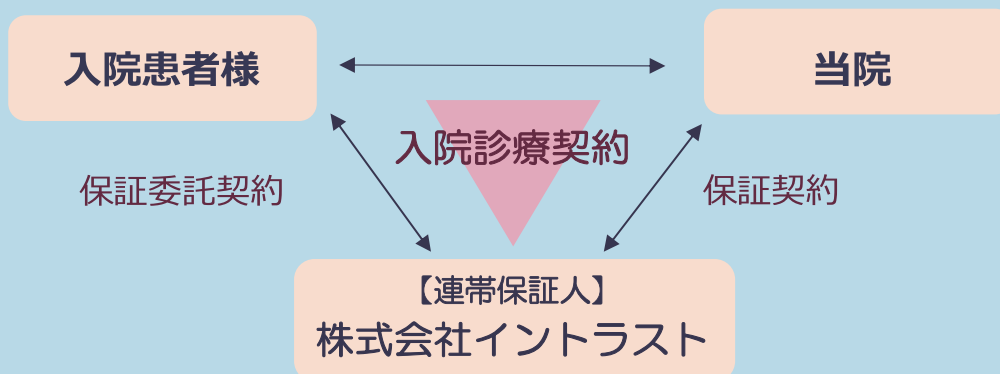 入院患者様
当院
入院診療契約
保証委託契約
保証契約
【連帯保証人】
株式会社イントラスト